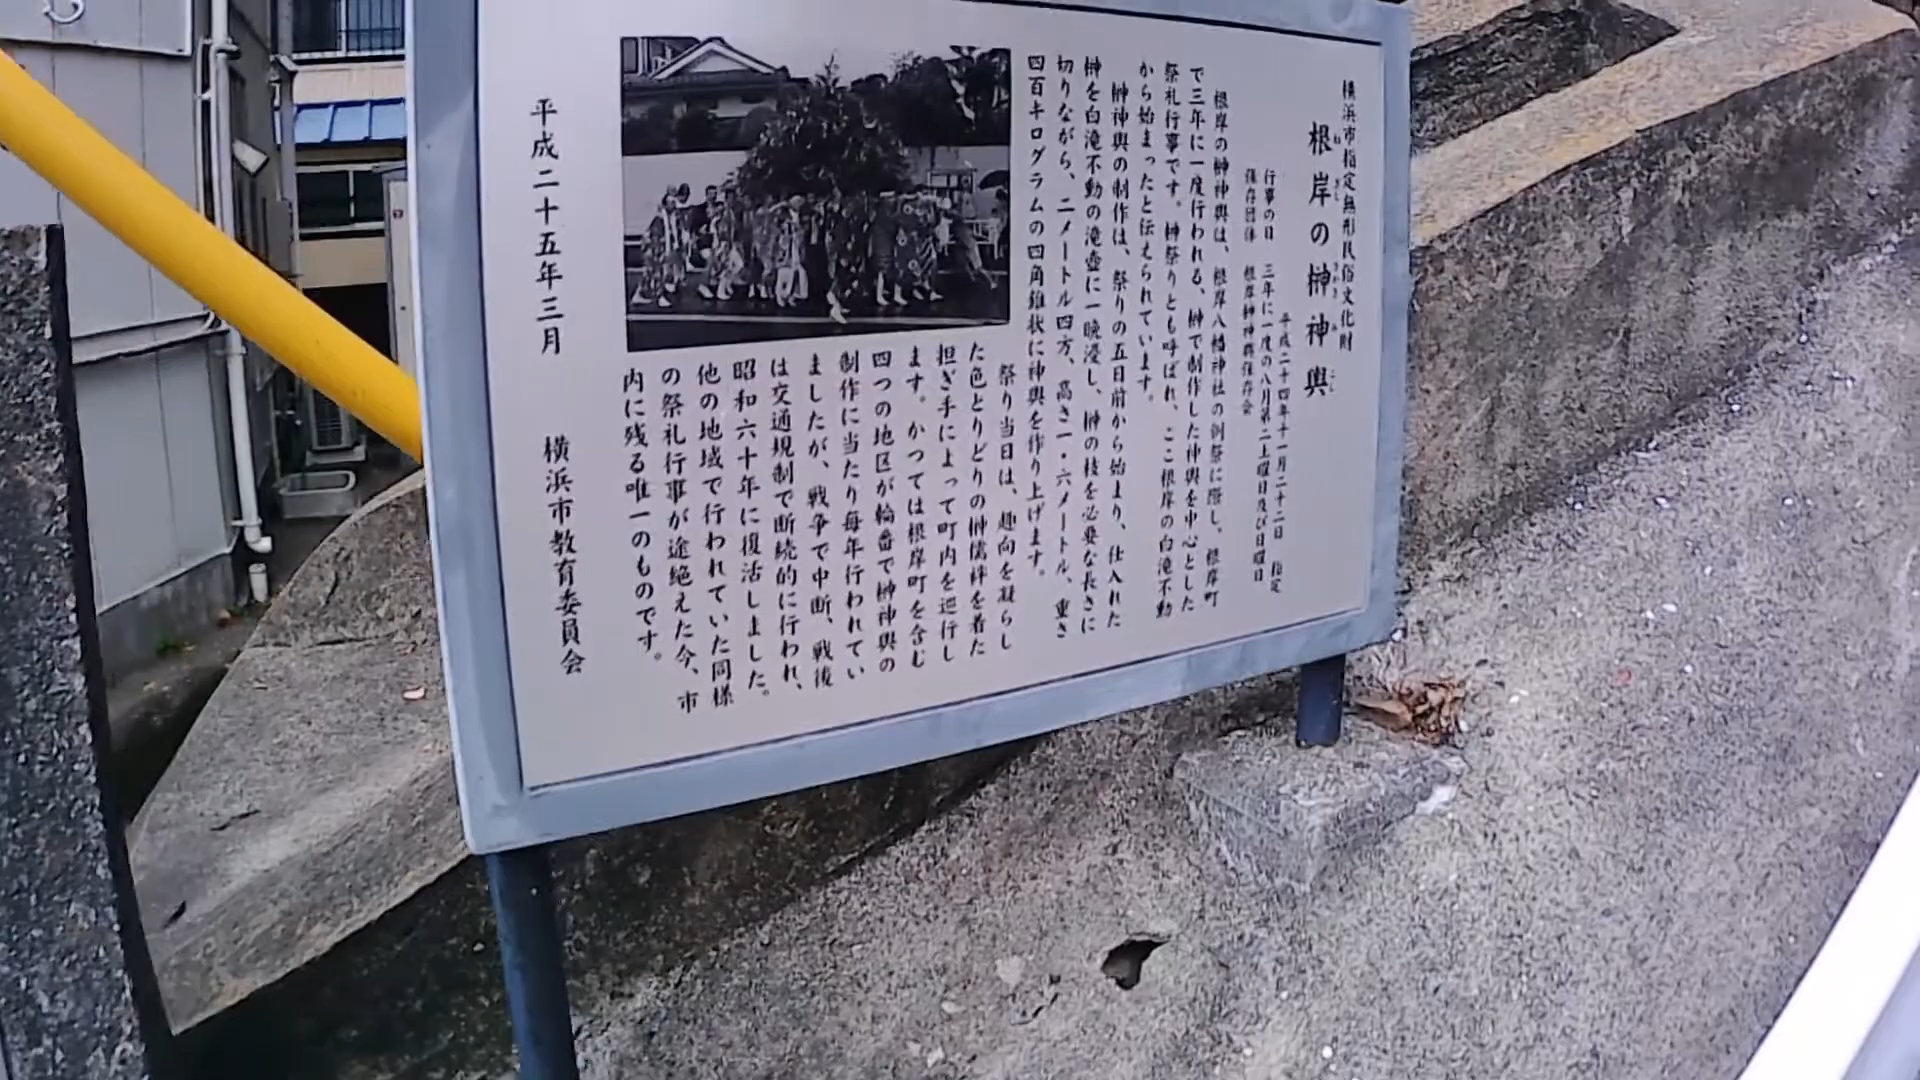 横浜市指定無形民俗文化財
根岸の榊神輿
ねぎし さかき みこし
平成二十四年十一月二十二日 指定
行事の日 三年に一度の八月第二土曜日及び日曜日
保存団体 根岸榊神輿保存会
根岸の榊神輿は、根岸八幡神社の例祭に際し、根岸町
で三年に一度行われる、榊で制作した神輿を中心とした
祭礼行事です。榊祭りとも呼ばれ、ここ根岸の白滝不動
から始まったと伝えられています。
榊神輿の制作は、祭りの五日前から始まり、仕入れた
榊を白滝不動の滝壺に一晩浸し、榊の枝を必要な長さに
切りながら、二メートル四方、高さ一・六メートル、重さ
四百キログラムの四角錐状に神輿を作り上げます。
祭り当日は、趣向を凝らし
た色とりどりの榊襦袢を着た
担ぎ手によって町内を巡行し
ます。かつては根岸町を含む
四つの地区が輪番で榊神輿の
制作に当たり毎年行われてい
ましたが、戦争で中断、戦後
は交通規制で断続的に行われ、
昭和六十年に復活しました。
他の地域で行われていた同様
の祭礼行事が途絶えた今、市
内に残る唯一のものです。
平成二十五年三月 横浜市教育委員会